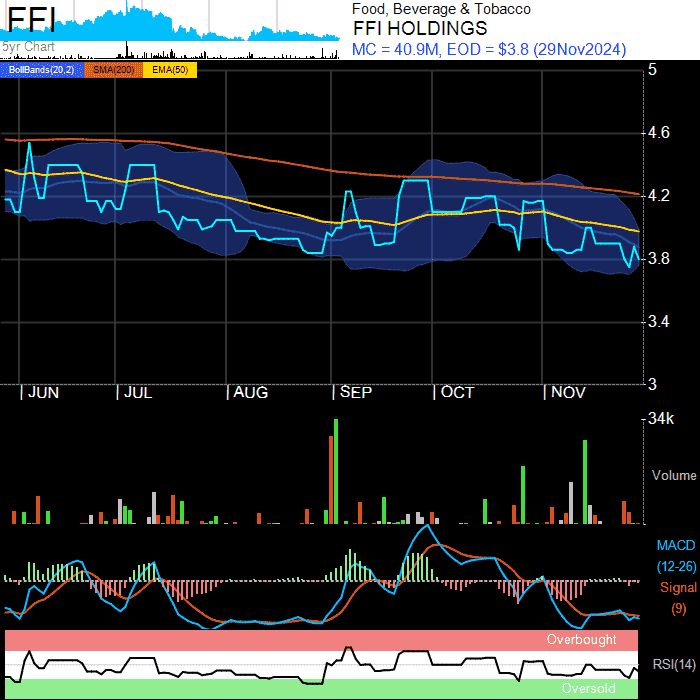 FFI
5yr Chart
Food, Beverage & Tobacco
FFI HOLDINGS
MC = 40.9M, EOD = $3.8 (29Nov2024)
BollBands(20,2) SMA(200) EMA(50)
5
4.6
4.2
3.8
3.4
3
JUN JUL AUG SEP OCT NOV
34k
Volume
MACD
(12-26)
Signal
(9)
Overbought
RSI(14)
Oversold